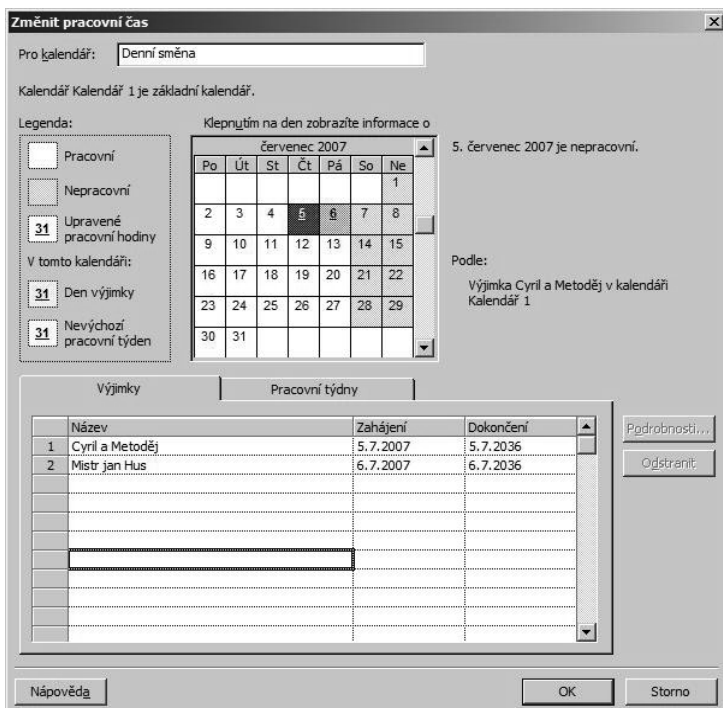 Změnit pracovní čas
Pro kalendář: Denní směna
Kalendář Kalendář 1 je základní kalendář.
Legenda:
Pracovní
Nepracovní
31 Upravené
pracovní hodiny
V tomto kalendáři:
31 Den výjimky
31 Nevýchozí
pracovní týden
Klepnutím na den zobrazíte informace o
červenec 2007
Po Út St Čt Pá So Ne
1
2 3 4 5 6 7 8
9 10 11 12 13 14 15
16 17 18 19 20 21 22
23 24 25 26 27 28 29
30 31
5. červenec 2007 je nepracovní.
Podle:
Výjimka Cyril a Metoděj v kalendáři
Kalendář 1
Výjimky Pracovní týdny
Název Zahájení Dokončení
1 Cyril a Metoděj 5.7.2007 5.7.2036
2 Mistr jan Hus 6.7.2007 6.7.2036
Podrobnosti...
Odstranit
Nápověda OK Storno